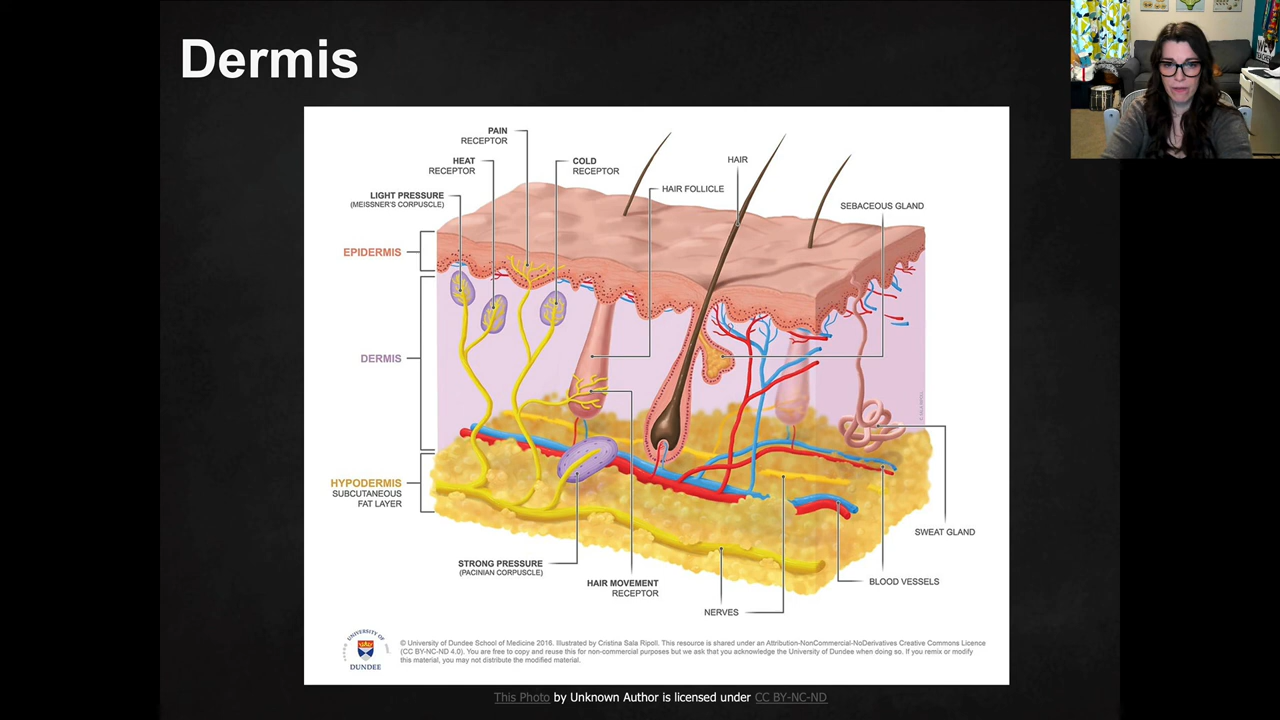 Dermis
PAIN
RECEPTOR
HEAT
RECEPTOR
COLD
RECEPTOR
HAIR
HAIR FOLLICLE
LIGHT PRESSURE
(MEISSNER'S CORPUSCLE)
SEBACEOUS GLAND
EPIDERMIS
DERMIS
HYPODERMIS
SUBCUTANEOUS
FAT LAYER
SWEAT GLAND
STRONG PRESSURE
(PACINIAN CORPUSCLE)
HAIR MOVEMENT
RECEPTOR
BLOOD VESSELS
NERVES
UNIVERSITY OF
DUNDEE
© University of Dundee School of Medicine 2016. Illustrated by Cristina Sala Ripoll. This resource is shared under an Attribution-NonCommercial-NoDerivatives Creative Commons Licence
(CC BY-NC-ND 4.0). You are free to copy and reuse this for non-commercial purposes but we ask that you acknowledge the University of Dundee when doing so. If you remix or modify
this material, you may not distribute the modified material.
This Photo by Unknown Author is licensed under CC BY-NC-ND